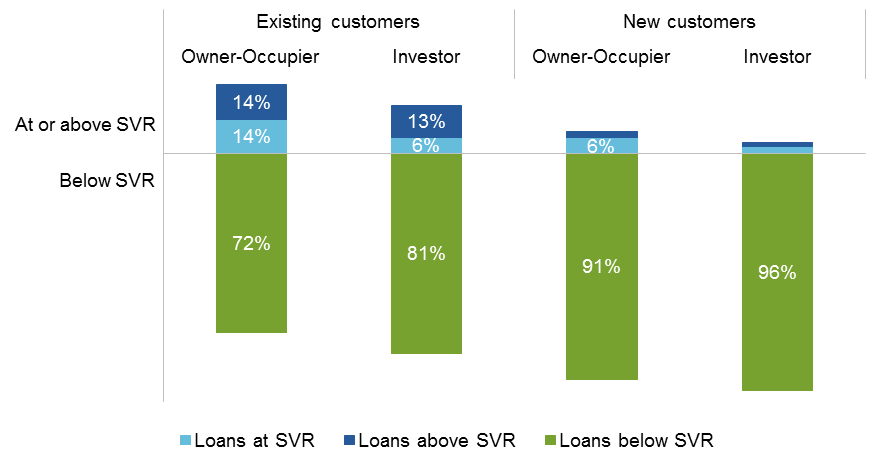 Existing customers New customers
Owner-Occupier Investor Owner-Occupier Investor
14% 13%
At or above SVR
14% 6% 6%
Below SVR
72% 81% 91% 96%
Loans at SVR Loans above SVR Loans below SVR